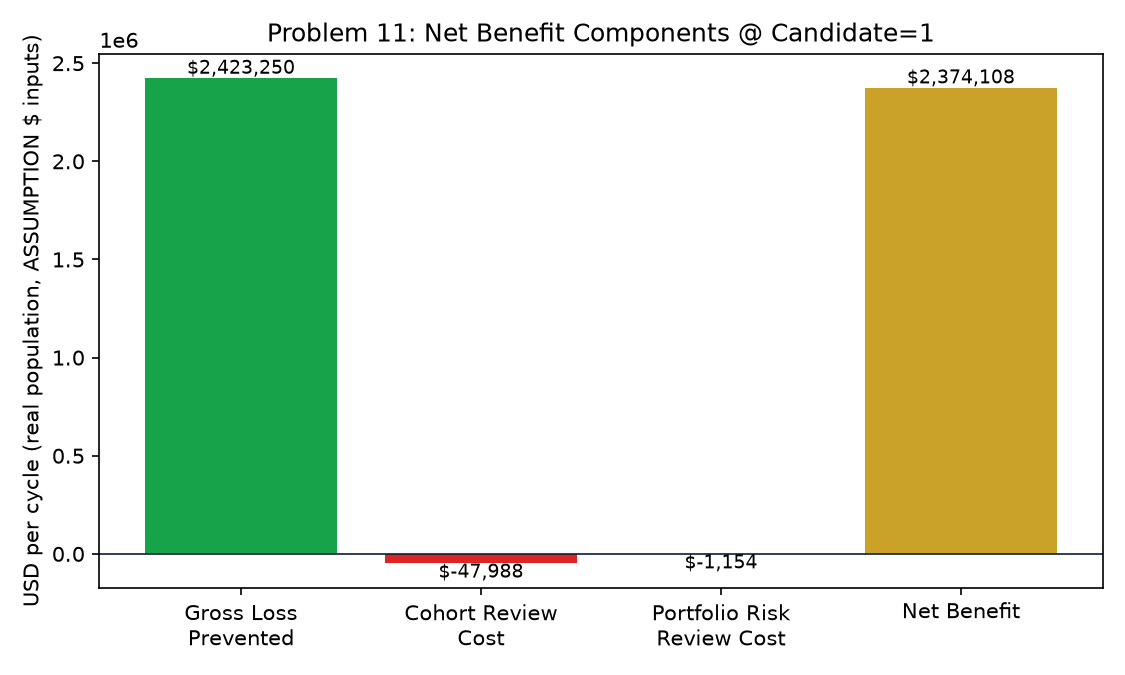 Problem 11: Net Benefit Components @ Candidate=1
1e6
USD per cycle (real population, ASSUMPTION $ inputs)
2.5
2.0
1.5
1.0
0.5
0.0
$2,423,250
$-47,988
$-1,154
$2,374,108
Gross Loss
Prevented
Cohort Review
Cost
Portfolio Risk
Review Cost
Net Benefit